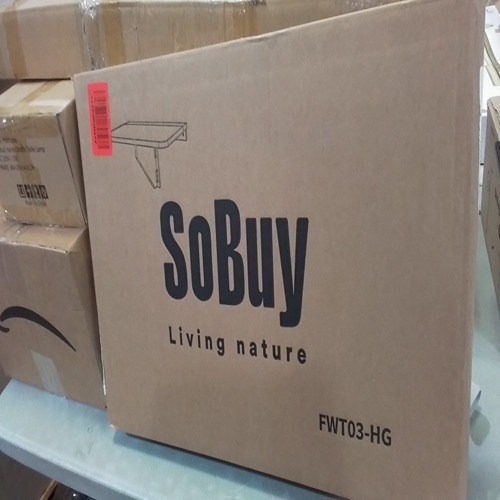 SoBuy
Living nature
FWT03-HG